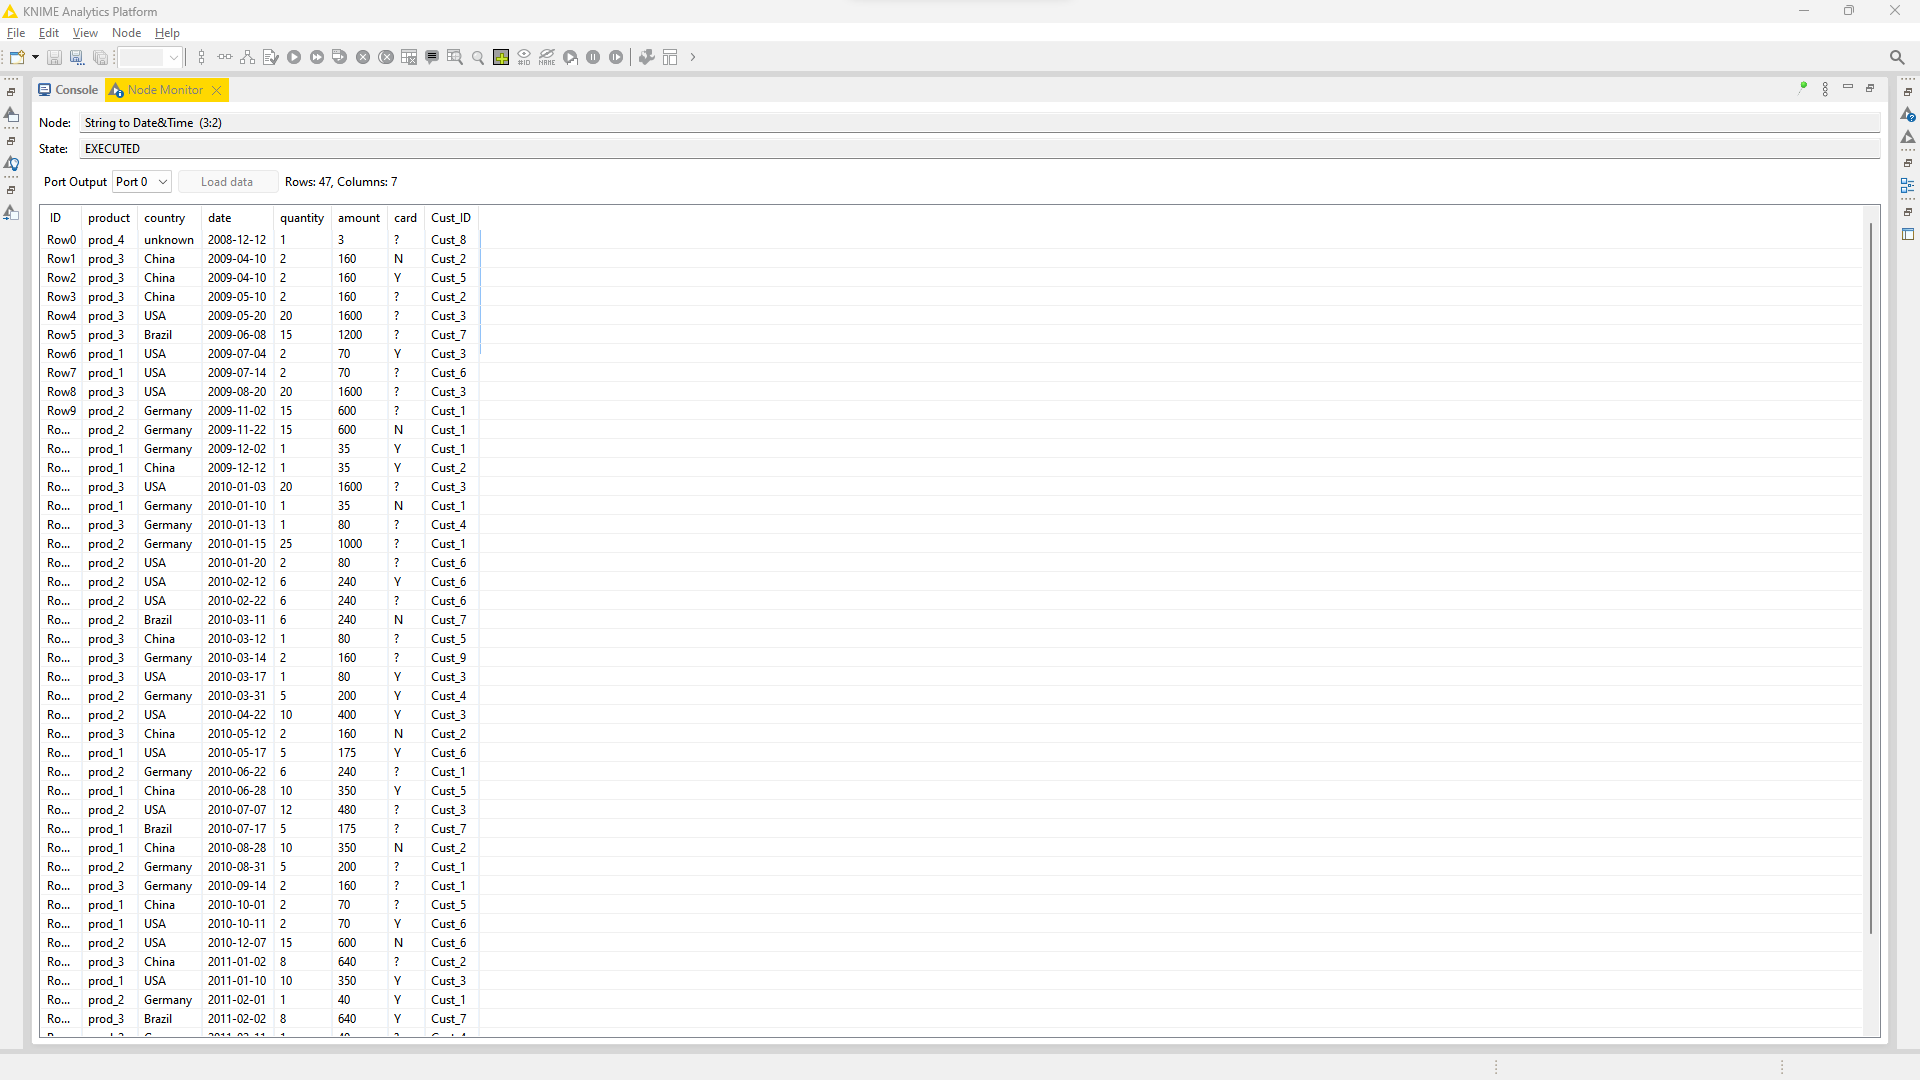 KNIME Analytics Platform
File Edit View Node Help
#ID NAME
Console Node Monitor
Node: String to Date&Time (3:2)
State: EXECUTED
Port Output Port 0 Load data Rows: 47, Columns: 7
ID product country date quantity amount card Cust_ID
Row0 prod_4 unknown 2008-12-12 1 3 ? Cust_8
Row1 prod_3 China 2009-04-10 2 160 N Cust_2
Row2 prod_3 China 2009-04-10 2 160 Y Cust_5
Row3 prod_3 China 2009-05-10 2 160 ? Cust_2
Row4 prod_3 USA 2009-05-20 20 1600 ? Cust_3
Row5 prod_3 Brazil 2009-06-08 15 1200 ? Cust_7
Row6 prod_1 USA 2009-07-04 2 70 Y Cust_3
Row7 prod_1 USA 2009-07-14 2 70 ? Cust_6
Row8 prod_3 USA 2009-08-20 20 1600 ? Cust_3
Row9 prod_2 Germany 2009-11-02 15 600 ? Cust_1
Ro... prod_2 Germany 2009-11-22 15 600 N Cust_1
Ro... prod_1 Germany 2009-12-02 1 35 Y Cust_1
Ro... prod_1 China 2009-12-12 1 35 Y Cust_2
Ro... prod_3 USA 2010-01-03 20 1600 ? Cust_3
Ro... prod_1 Germany 2010-01-10 1 35 N Cust_1
Ro... prod_3 Germany 2010-01-13 1 80 ? Cust_4
Ro... prod_2 Germany 2010-01-15 25 1000 ? Cust_1
Ro... prod_2 USA 2010-01-20 2 80 ? Cust_6
Ro... prod_2 USA 2010-02-12 6 240 Y Cust_6
Ro... prod_2 USA 2010-02-22 6 240 ? Cust_6
Ro... prod_2 Brazil 2010-03-11 6 240 N Cust_7
Ro... prod_3 China 2010-03-12 1 80 ? Cust_5
Ro... prod_3 Germany 2010-03-14 2 160 ? Cust_9
Ro... prod_3 USA 2010-03-17 1 80 Y Cust_3
Ro... prod_2 Germany 2010-03-31 5 200 Y Cust_4
Ro... prod_2 USA 2010-04-22 10 400 Y Cust_3
Ro... prod_3 China 2010-05-12 2 160 N Cust_2
Ro... prod_1 USA 2010-05-17 5 175 Y Cust_6
Ro... prod_2 Germany 2010-06-22 6 240 ? Cust_1
Ro... prod_1 China 2010-06-28 10 350 Y Cust_5
Ro... prod_2 USA 2010-07-07 12 480 ? Cust_3
Ro... prod_1 Brazil 2010-07-17 5 175 ? Cust_7
Ro... prod_1 China 2010-08-28 10 350 N Cust_2
Ro... prod_2 Germany 2010-08-31 5 200 ? Cust_1
Ro... prod_3 Germany 2010-09-14 2 160 ? Cust_1
Ro... prod_1 China 2010-10-01 2 70 ? Cust_5
Ro... prod_1 USA 2010-10-11 2 70 Y Cust_6
Ro... prod_2 USA 2010-12-07 15 600 N Cust_6
Ro... prod_3 China 2011-01-02 8 640 ? Cust_2
Ro... prod_1 USA 2011-01-10 10 350 Y Cust_3
Ro... prod_2 Germany 2011-02-01 1 40 Y Cust_1
Ro... prod_3 Brazil 2011-02-02 8 640 Y Cust_7